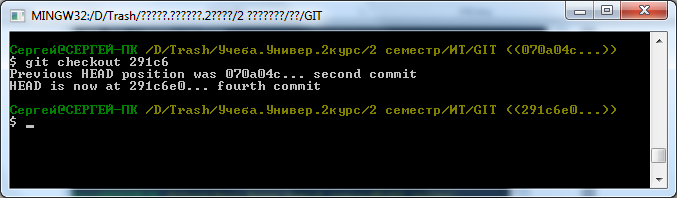 MINGW32:/D/Trash/?????.??????.2????/2 ???????/??/GIT
Сергей@СЕРГЕЙ-ПК /D/Trash/Учеба.Универ.2курс/2 семестр/ИТ/GIT ((070a04c...))
$ git checkout 291c6
Previous HEAD position was 070a04c... second commit
HEAD is now at 291c6e0... fourth commit
Сергей@СЕРГЕЙ-ПК /D/Trash/Учеба.Универ.2курс/2 семестр/ИТ/GIT ((291c6e0...))
$